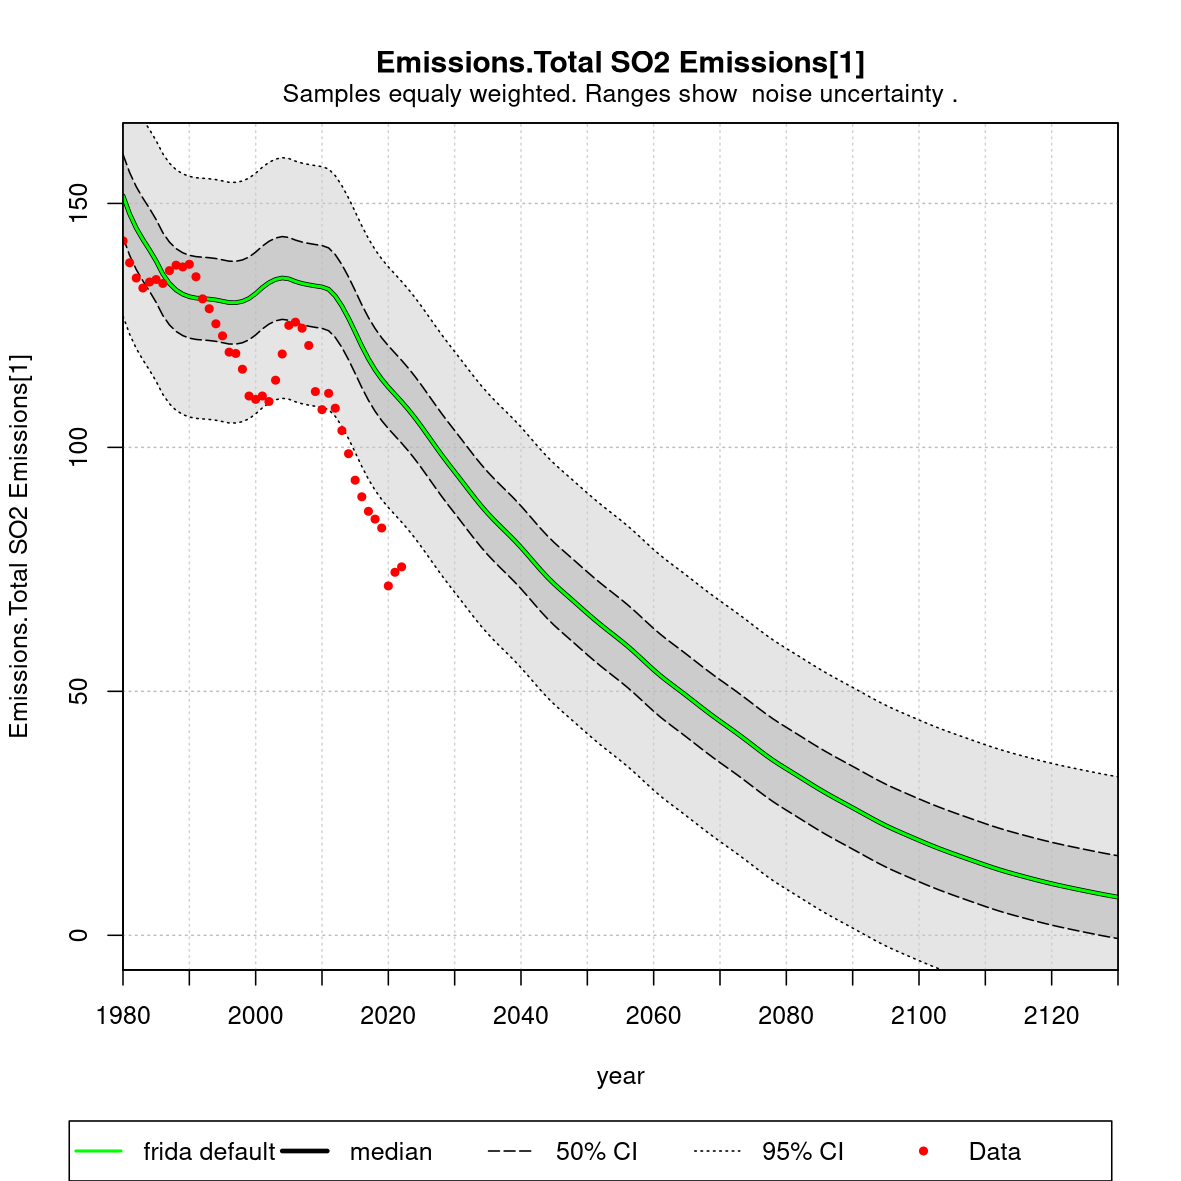 Emissions.Total SO2 Emissions[1]
Samples equaly weighted. Ranges show  noise uncertainty .
Emissions.Total SO2 Emissions[1]
150
100
50
0
1980 2000 2020 2040 2060 2080 2100 2120
year
frida default median 50% CI 95% CI Data